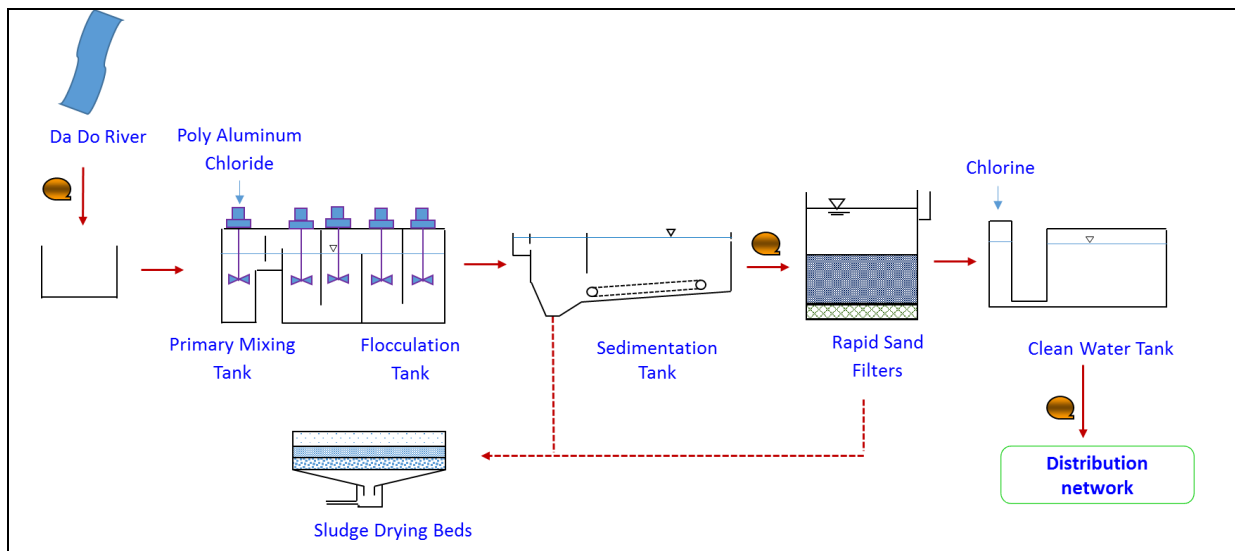 Da Do River
Poly Aluminum
Chloride
Chlorine
Primary Mixing
Tank
Flocculation
Tank
Sedimentation
Tank
Rapid Sand
Filters
Clean Water Tank
Distribution
network
Sludge Drying Beds